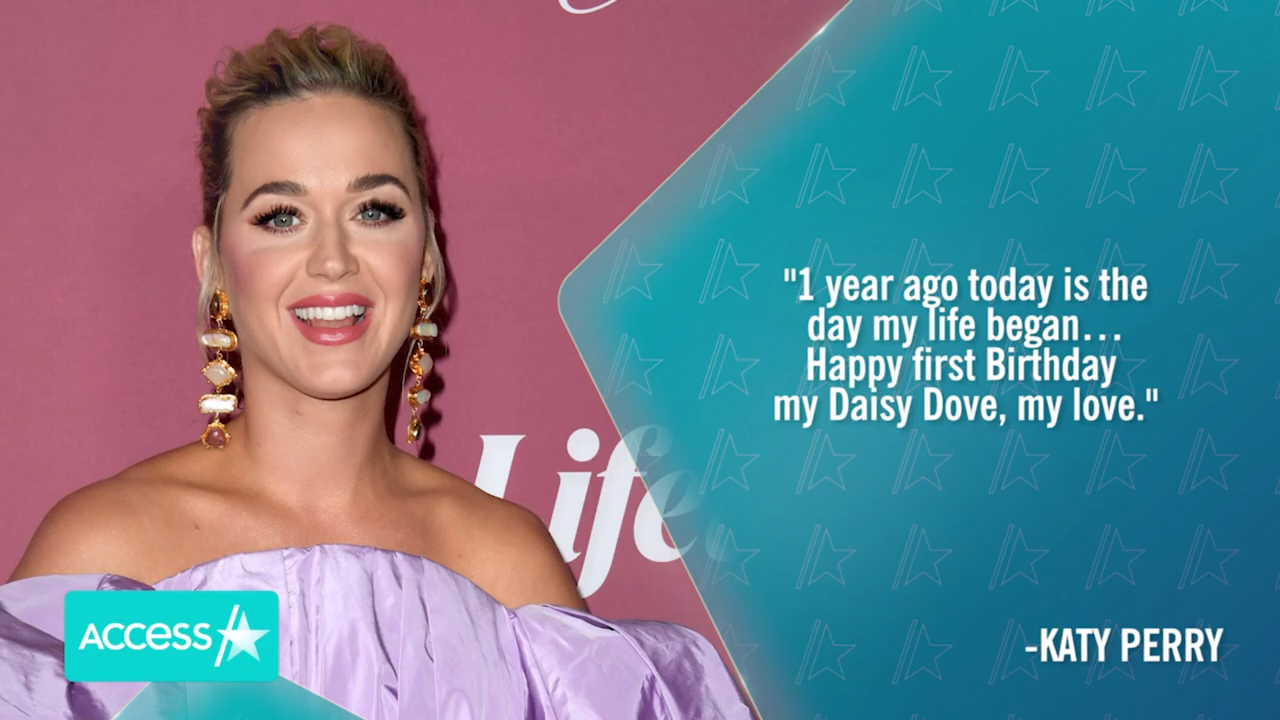 "1 year ago today is the
day my life began...
Happy first Birthday
my Daisy Dove, my love."
-KATY PERRY
Life
ACCESS